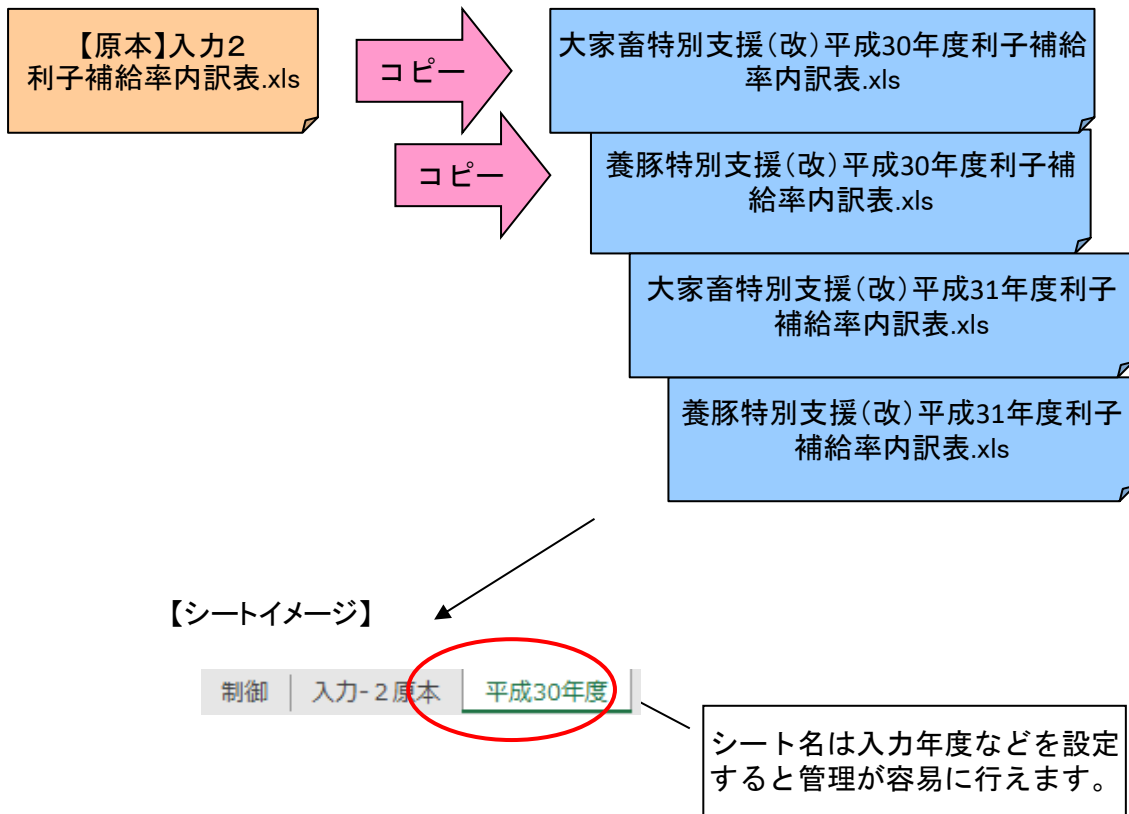 【原本】入力2
利子補給率内訳表.xls
コピー
大家畜特別支援(改)平成30年度利子補給
率内訳表.xls
コピー
養豚特別支援(改)平成30年度利子補
給率内訳表.xls
大家畜特別支援(改)平成31年度利子
補給率内訳表.xls
養豚特別支援(改)平成31年度利子
補給率内訳表.xls
【シートイメージ】
制御 入力-2原本 平成30年度
シート名は入力年度などを設定
すると管理が容易に行えます。